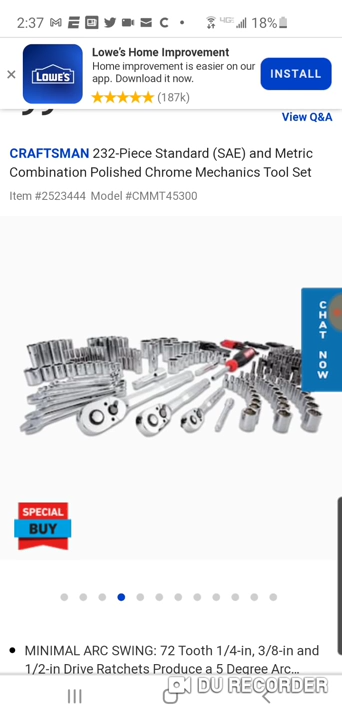 2:37 4G 18%
Lowe's Home Improvement
Home improvement is easier on our
app. Download it now.
(187k)
INSTALL
LOWE'S
View Q&A
CRAFTSMAN 232-Piece Standard (SAE) and Metric
Combination Polished Chrome Mechanics Tool Set
Item #2523444 Model #CMMT45300
CHAT NOW
SPECIAL
BUY
MINIMAL ARC SWING: 72 Tooth 1/4-in, 3/8-in and
1/2-in Drive Ratchets Produce a 5 Degree Arc...
DU RECORDER